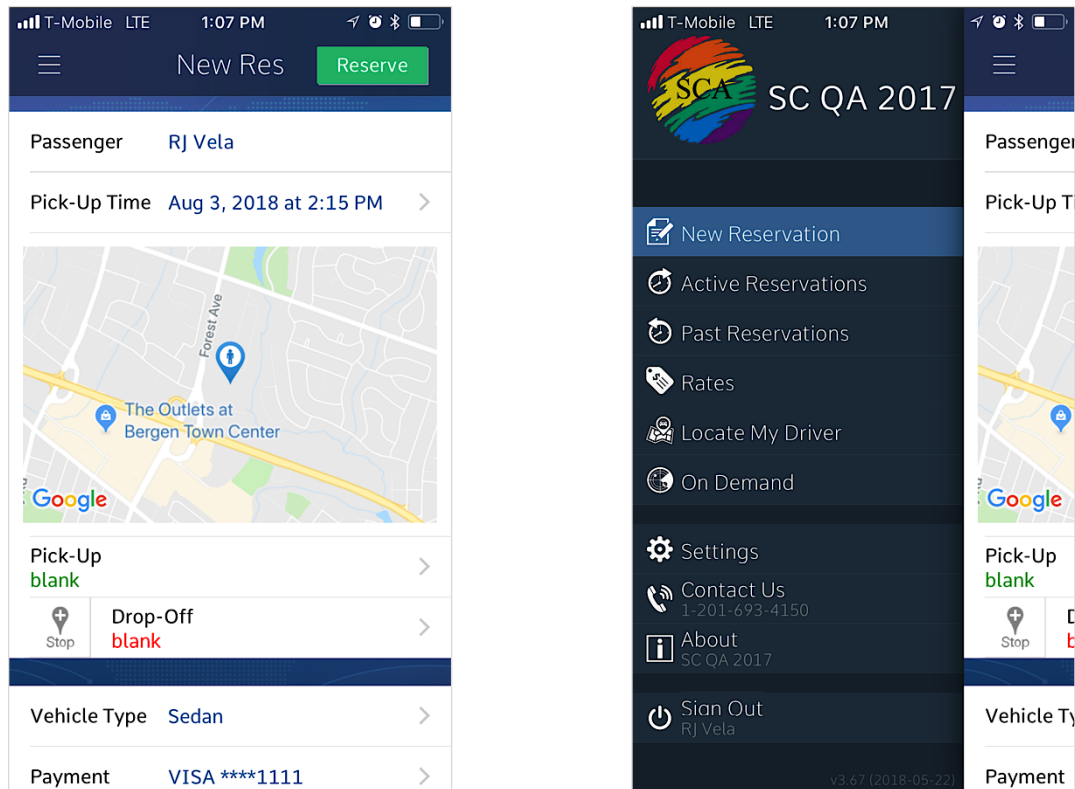 T-Mobile LTE 1:07 PM
New Res
Reserve
Passenger RJ Vela
Pick-Up Time Aug 3, 2018 at 2:15 PM
Forest Ave
The Outlets at
Bergen Town Center
Google
Pick-Up
blank
Stop
Drop-Off
blank
Vehicle Type Sedan
Payment VISA ****1111
T-Mobile LTE 1:07 PM
SCA
SC QA 2017
New Reservation
Active Reservations
Past Reservations
Rates
Locate My Driver
On Demand
Settings
Contact Us
1-201-693-4150
About
SC QA 2017
Sign Out
RJ Vela
v3.67 (2018-05-22)
Passenger
Pick-Up T
Google
Pick-Up
blank
Stop
Vehicle Ty
Payment